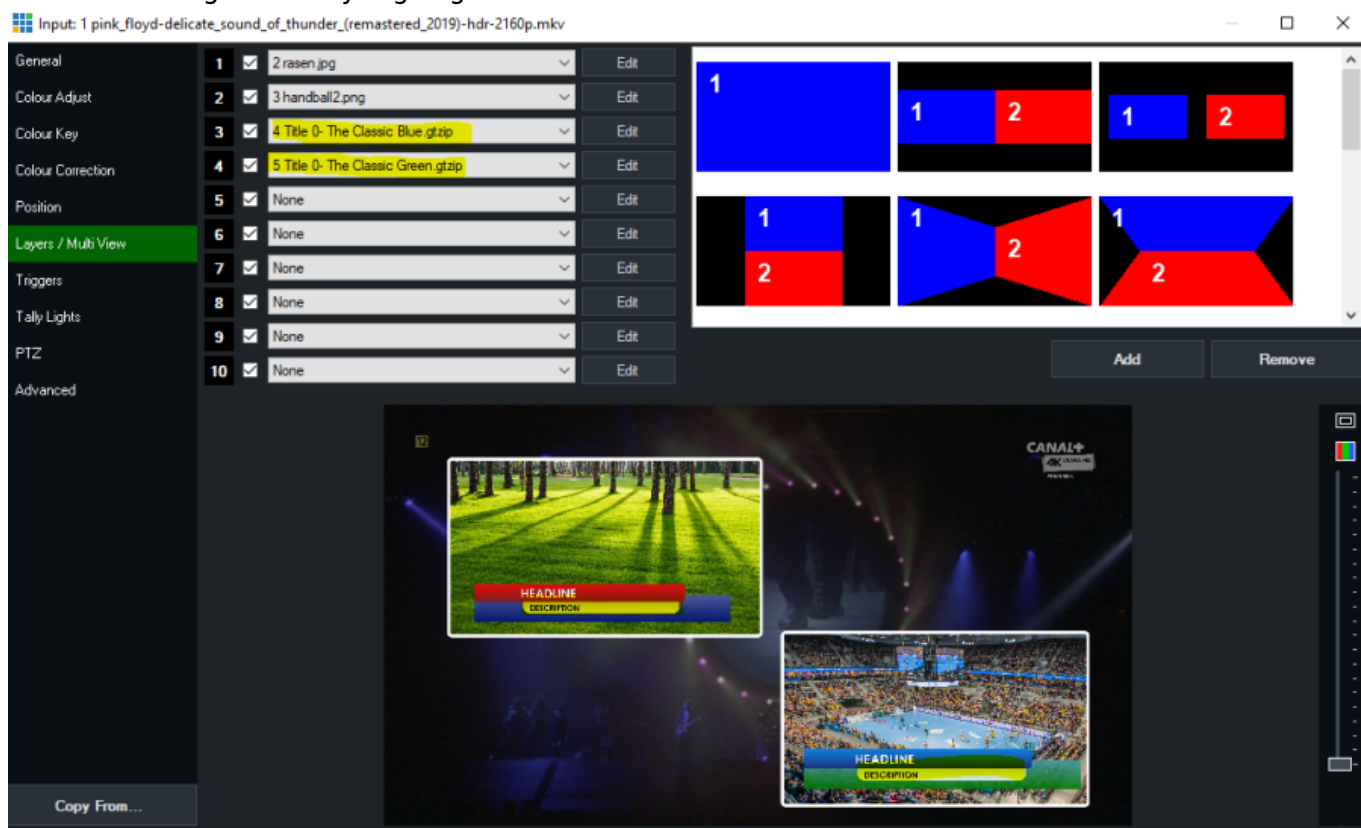 Input: 1 pink_floyd-delicate_sound_of_thunder_(remastered_2019)-hdr-2160p.mkv
General
Colour Adjust
Colour Key
Colour Correction
Position
Layers / Multi View
Triggers
Tally Lights
PTZ
Advanced
Copy From...
1 2 rasen.jpg Edit
2 3 handball2.png Edit
3 4 Title 0- The Classic Blue.gtzip Edit
4 5 Title 0- The Classic Green.gtzip Edit
5 None Edit
6 None Edit
7 None Edit
8 None Edit
9 None Edit
10 None Edit
1
1 2
1 2
1
2
1
2
1
2
Add Remove
CANAL+
4K
HEADLINE
DESCRIPTION
HEADLINE
DESCRIPTION